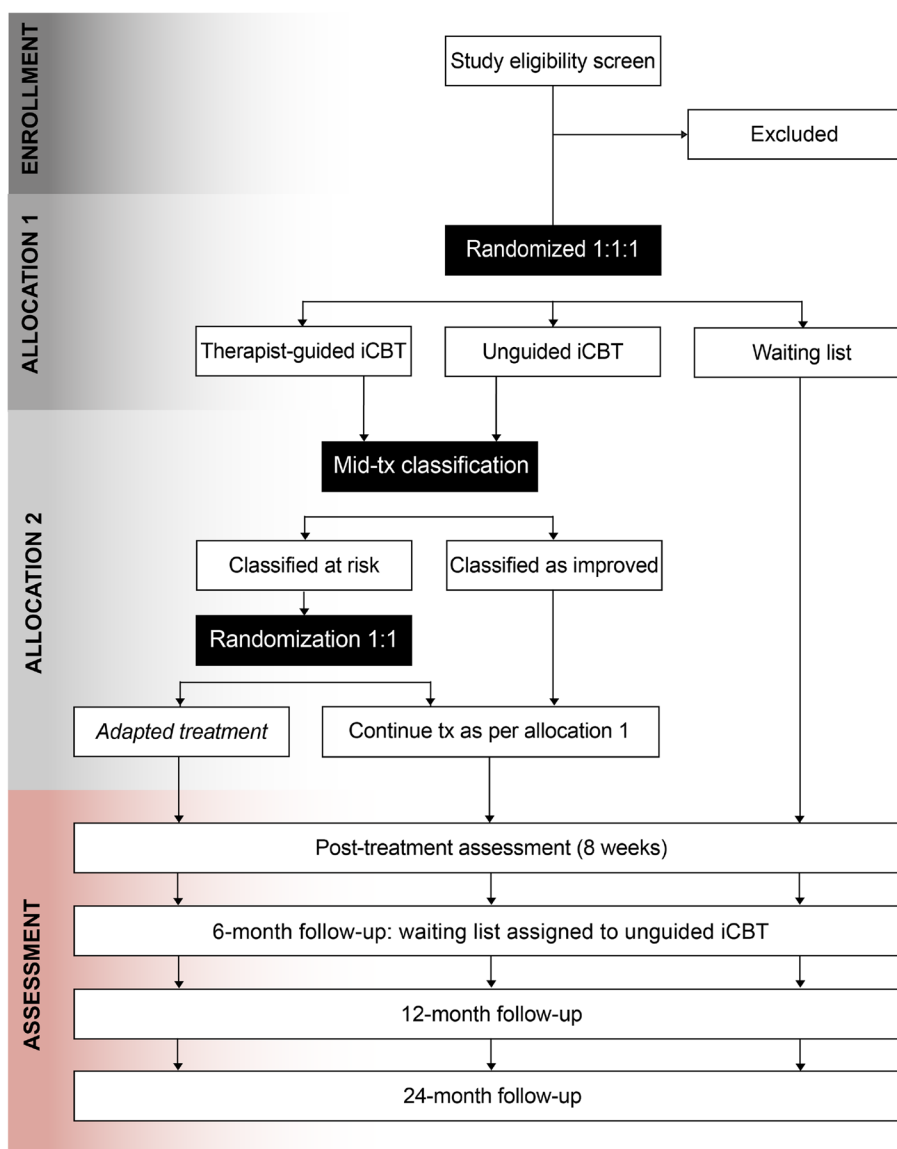 ENROLLMENT
Study eligibility screen
Excluded
ALLOCATION 1
Randomized 1:1:1
Therapist-guided iCBT
Unguided iCBT
Waiting list
ALLOCATION 2
Mid-tx classification
Classified at risk
Classified as improved
Randomization 1:1
Adapted treatment
Continue tx as per allocation 1
ASSESSMENT
Post-treatment assessment (8 weeks)
6-month follow-up: waiting list assigned to unguided iCBT
12-month follow-up
24-month follow-up